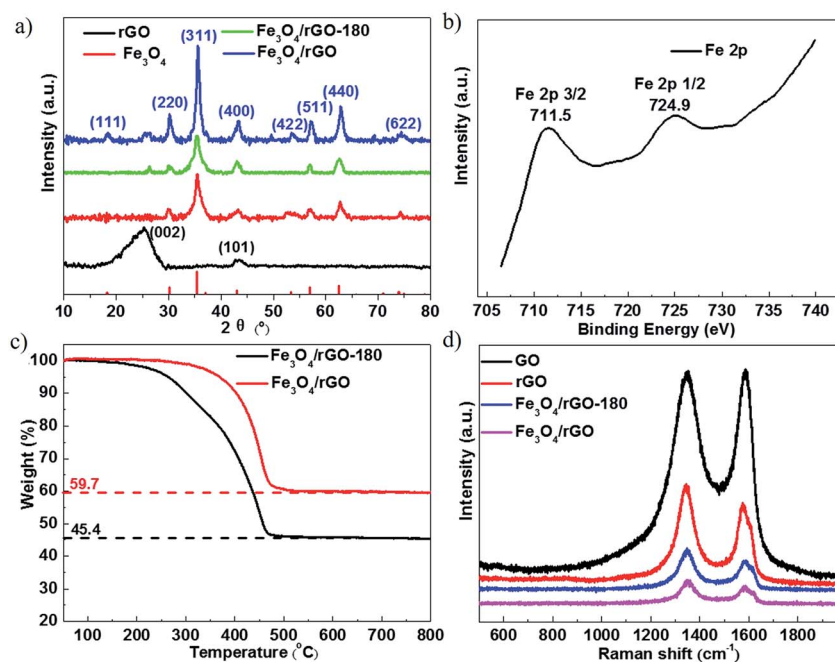 a)
rGO
Fe₃O₄/rGO-180
Fe₃O₄
Fe₃O₄/rGO
(311)
(111)
(220)
(400)
(422)
(511)
(440)
(622)
(002)
(101)
Intensity (a.u.)
10 20 30 40 50 60 70 80
2 θ (°)
b)
Fe 2p
Fe 2p 3/2
711.5
Fe 2p 1/2
724.9
Intensity (a.u.)
705 710 715 720 725 730 735 740
Binding Energy (eV)
c)
Fe₃O₄/rGO-180
Fe₃O₄/rGO
100
90
80
70
60
50
40
30
20
59.7
45.4
Weight (%)
100 200 300 400 500 600 700 800
Temperature (°C)
d)
GO
rGO
Fe₃O₄/rGO-180
Fe₃O₄/rGO
Intensity (a.u.)
600 800 1000 1200 1400 1600 1800
Raman shift (cm⁻¹)